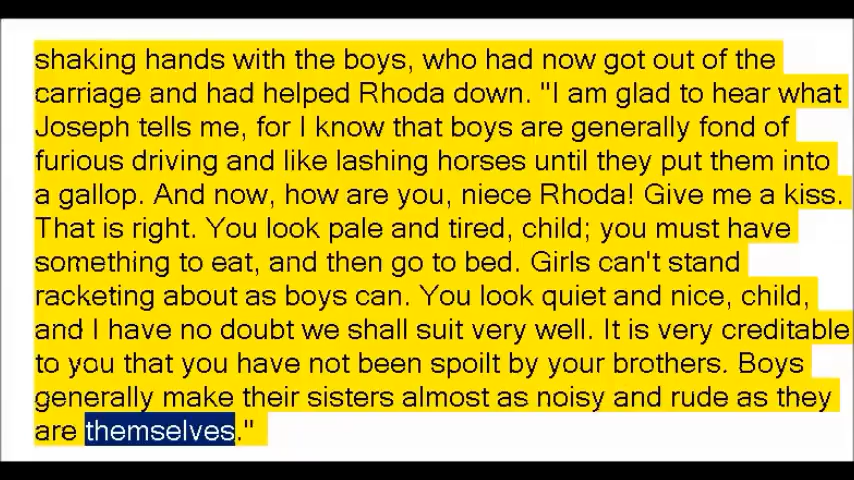 shaking hands with the boys, who had now got out of the
carriage and had helped Rhoda down. "I am glad to hear what
Joseph tells me, for I know that boys are generally fond of
furious driving and like lashing horses until they put them into
a gallop. And now, how are you, niece Rhoda! Give me a kiss.
That is right. You look pale and tired, child; you must have
something to eat, and then go to bed. Girls can't stand
racketing about as boys can. You look quiet and nice, child,
and I have no doubt we shall suit very well. It is very creditable
to you that you have not been spoilt by your brothers. Boys
generally make their sisters almost as noisy and rude as they
are themselves."